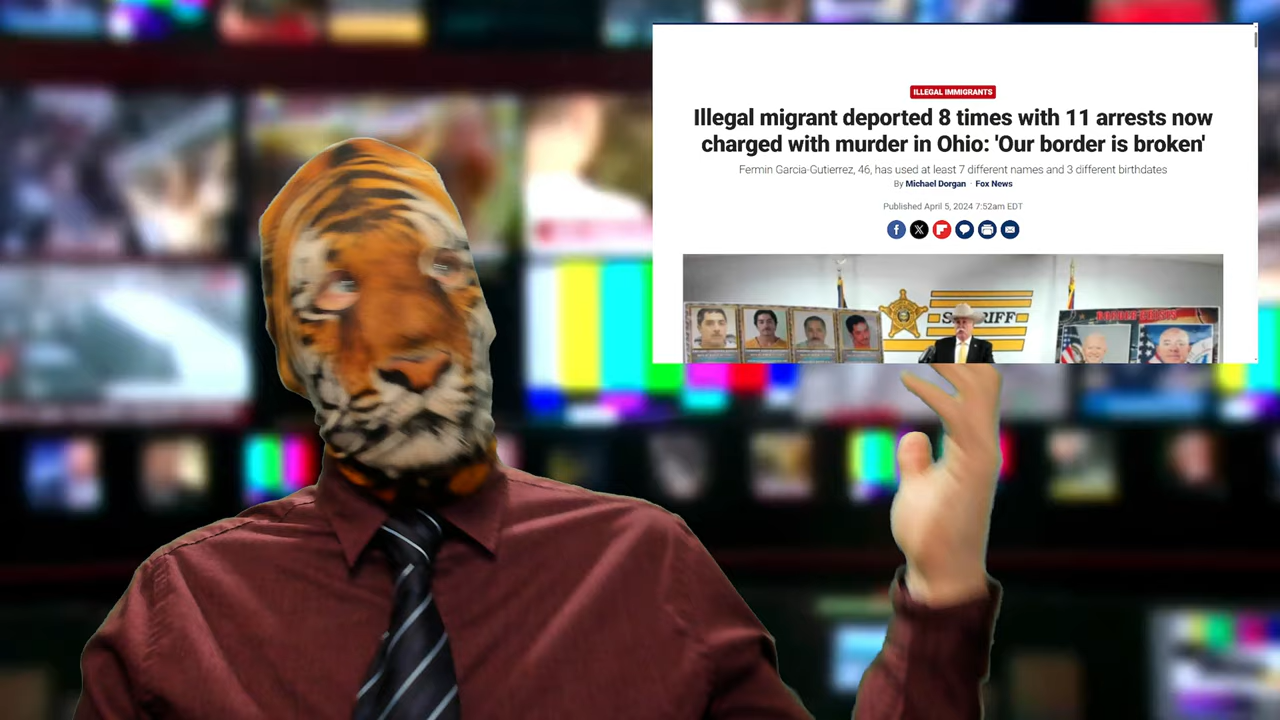 ILLEGAL IMMIGRANTS
Illegal migrant deported 8 times with 11 arrests now
charged with murder in Ohio: 'Our border is broken'
Fermin Garcia-Gutierrez, 46, has used at least 7 different names and 3 different birthdates
By Michael Dorgan · Fox News
Published April 5, 2024 7:52am EDT
SHERIFF